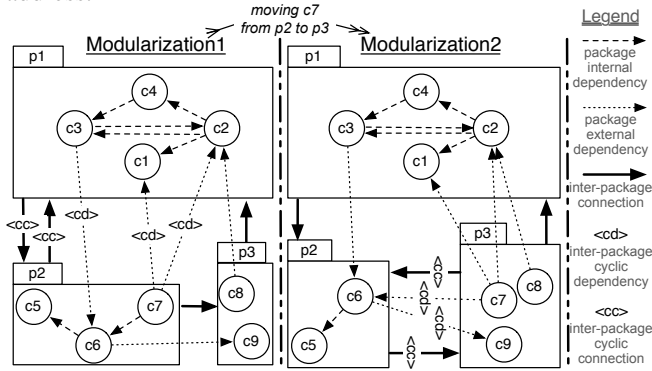 moving c7
from p2 to p3
Modularization1
Modularization2
Legend
p1
c4
c3
c2
c1
<cc>
<cc>
<cd>
<cd>
<cd>
p2
c5
c7
c6
p3
c8
c9
p1
c4
c3
c2
c1
p2
c6
c5
<cc>
<cd>
<cd>
<cc>
p3
c7
c8
c9
package
internal
dependency
package
external
dependency
inter-package
connection
<cd>
inter-package
cyclic
dependency
<cc>
inter-package
cyclic
connection